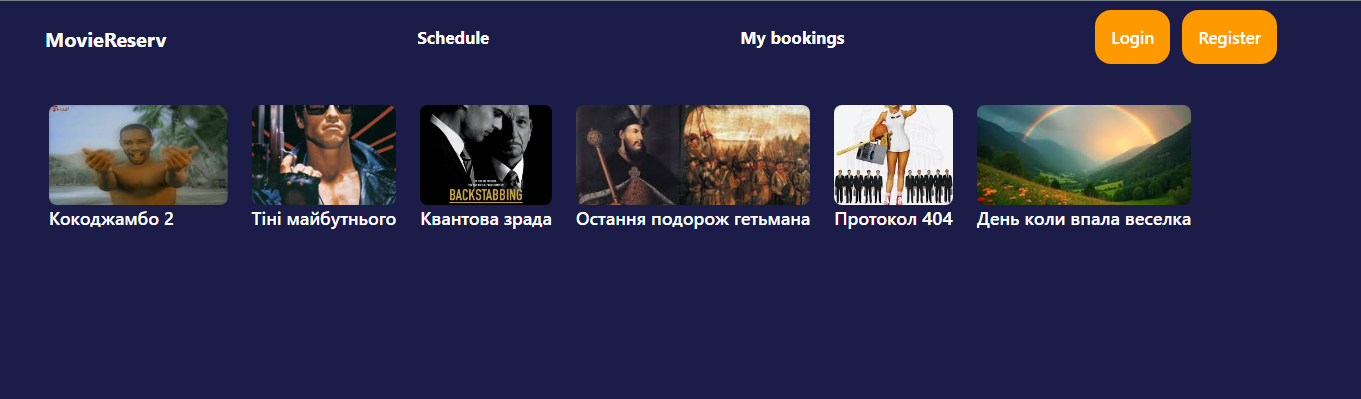 MovieReserv
Schedule
My bookings
Login
Register
BACKSTABBING
Кокоджамбо 2
Тіні майбутнього
Квантова зрада
Остання подорож гетьмана
Протокол 404
День коли впала веселка